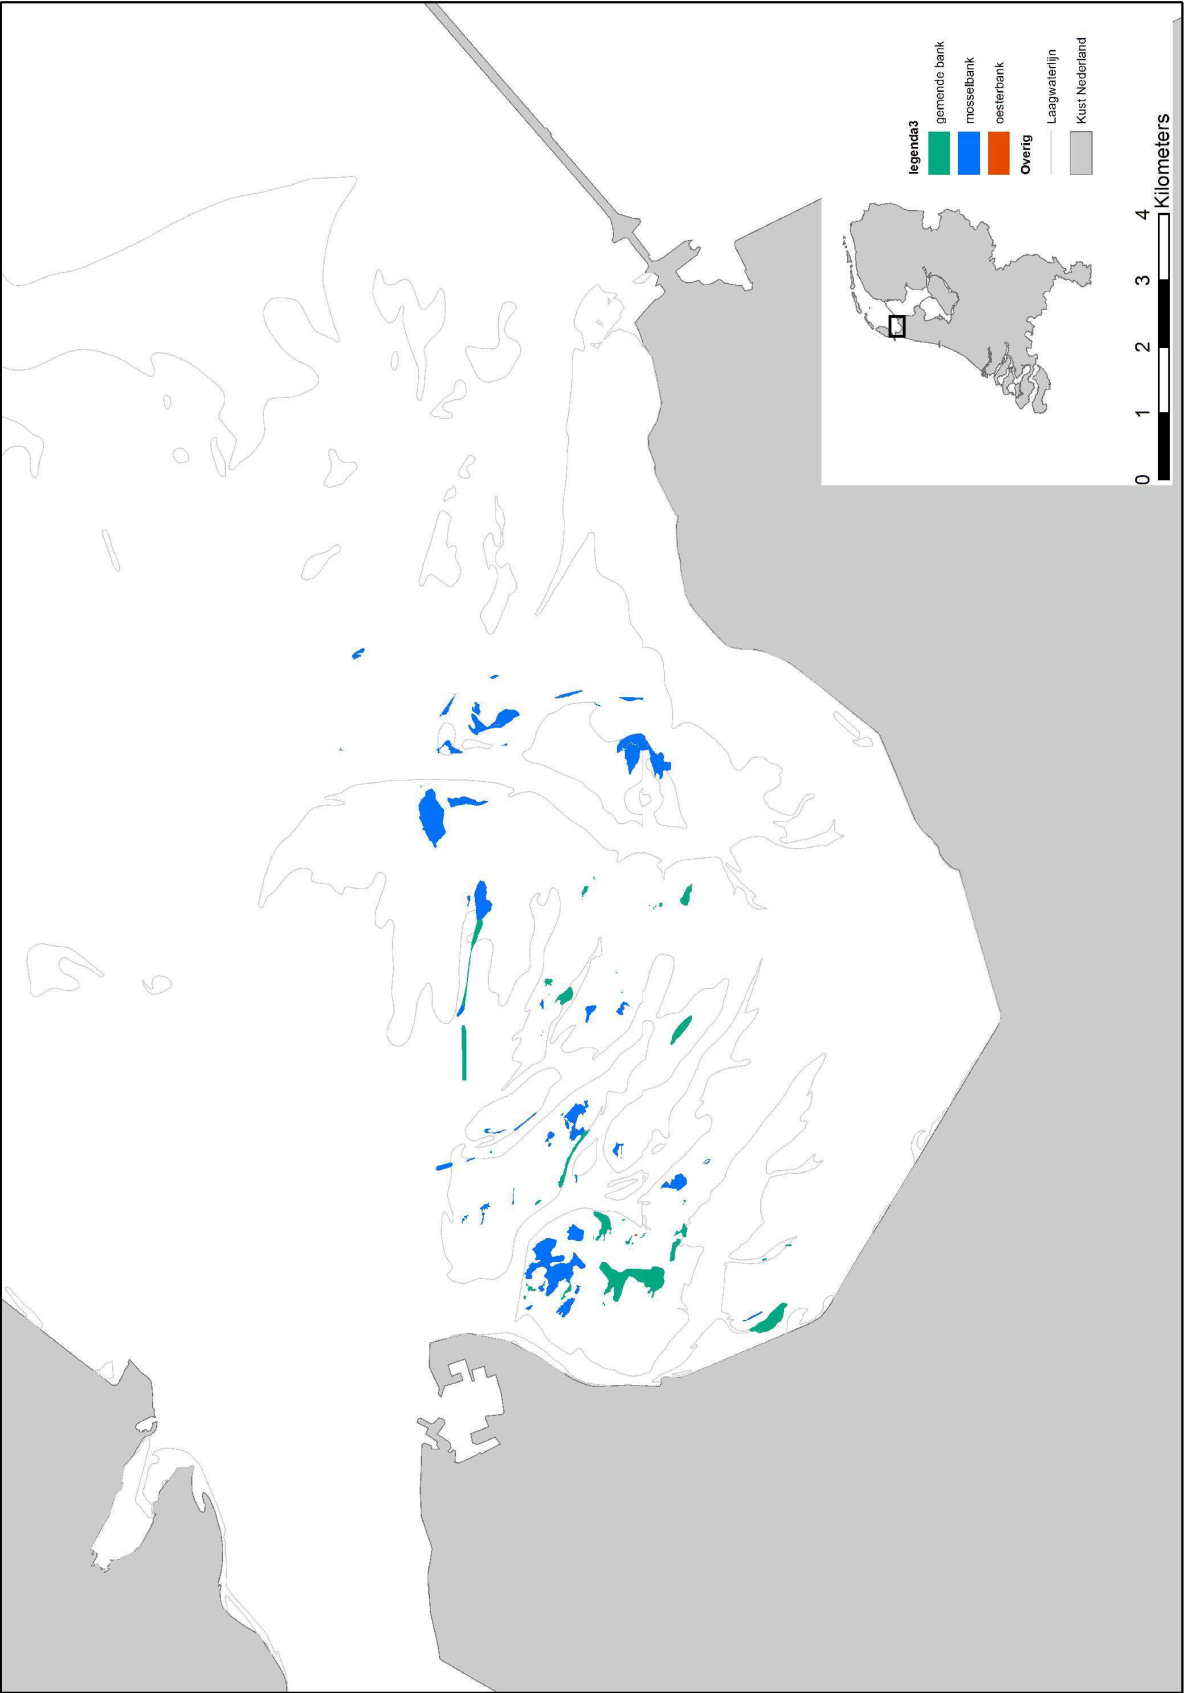 legenda3
gemende bank
mosselbank
oesterbank
Overig
Laagwaterlijn
Kust Nederland
0 1 2 3 4
Kilometers